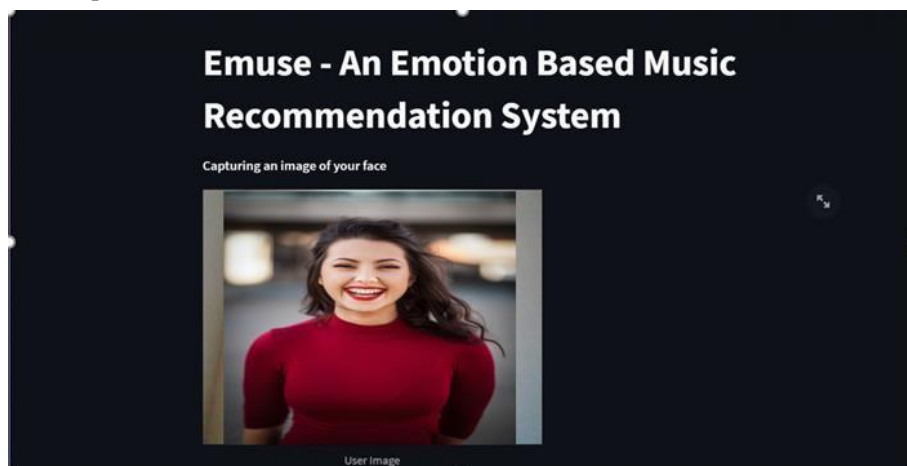 Emuse - An Emotion Based Music
Recommendation System
Capturing an image of your face
User Image